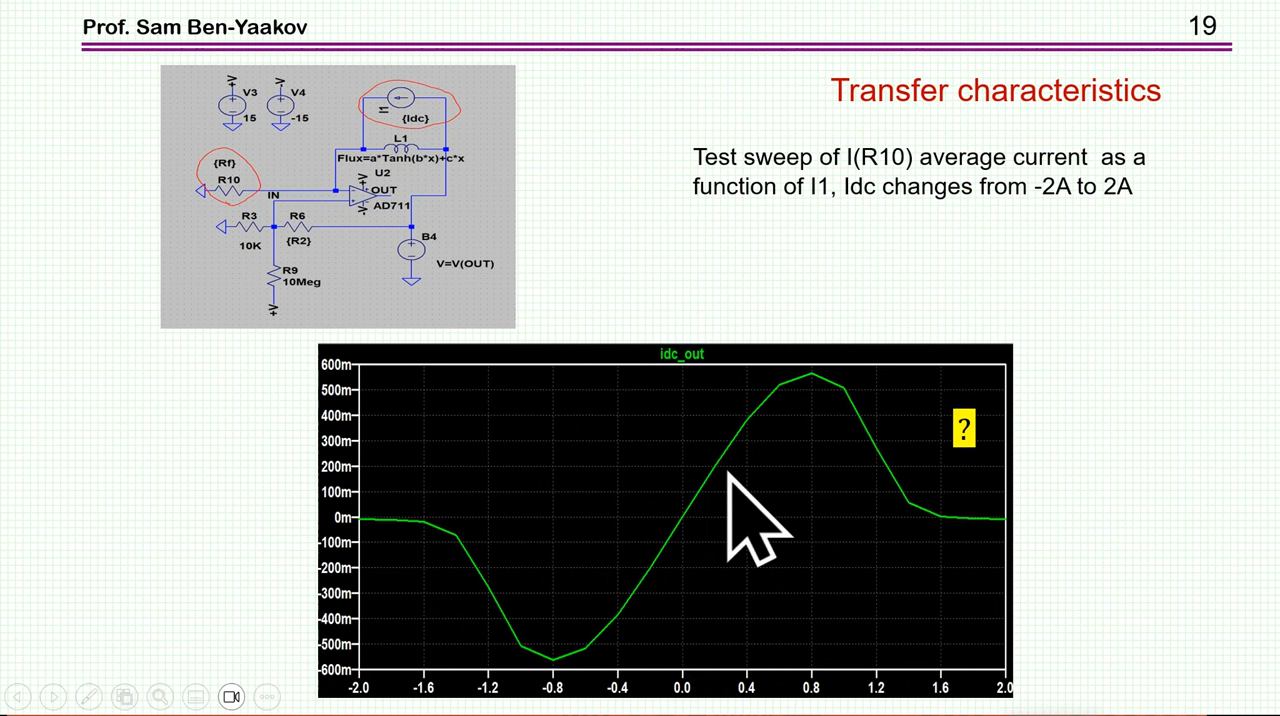 Prof. Sam Ben-Yaakov
19
Transfer characteristics
Test sweep of I(R10) average current as a
function of I1, Idc changes from -2A to 2A
+V
V3
15
-V
V4
-15
I1
{Idc}
L1
Flux=a*Tanh(b*x)+c*x
{Rf}
R10
IN
U2
+V
OUT
-V
AD711
R3
10K
R6
{R2}
B4
V=V(OUT)
R9
10Meg
+V
idc_out
600m
500m
400m
300m
200m
100m
0m
-100m
-200m
-300m
-400m
-500m
-600m
?
-2.0 -1.6 -1.2 -0.8 -0.4 0.0 0.4 0.8 1.2 1.6 2.0